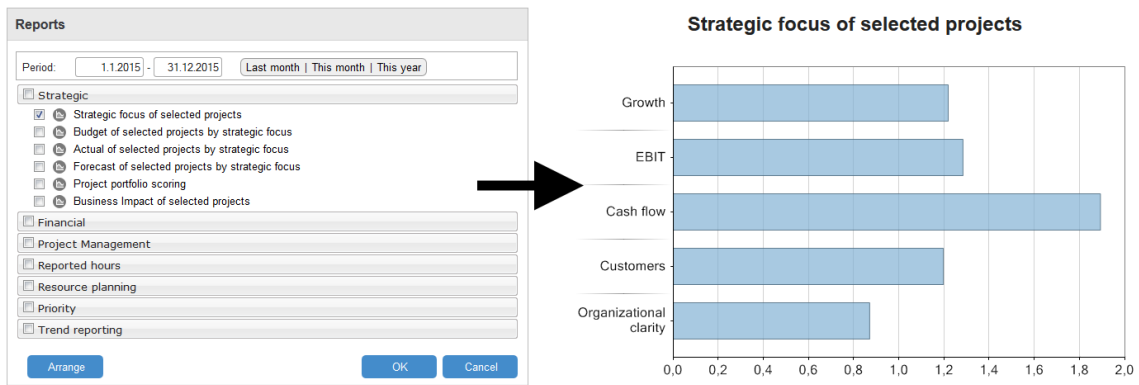 Reports
Period: 1.1.2015 - 31.12.2015 Last month | This month | This year
Strategic
Strategic focus of selected projects
Budget of selected projects by strategic focus
Actual of selected projects by strategic focus
Forecast of selected projects by strategic focus
Project portfolio scoring
Business Impact of selected projects
Financial
Project Management
Reported hours
Resource planning
Priority
Trend reporting
Arrange OK Cancel
Strategic focus of selected projects
Growth
EBIT
Cash flow
Customers
Organizational
clarity
0,0 0,2 0,4 0,6 0,8 1,0 1,2 1,4 1,6 1,8 2,0